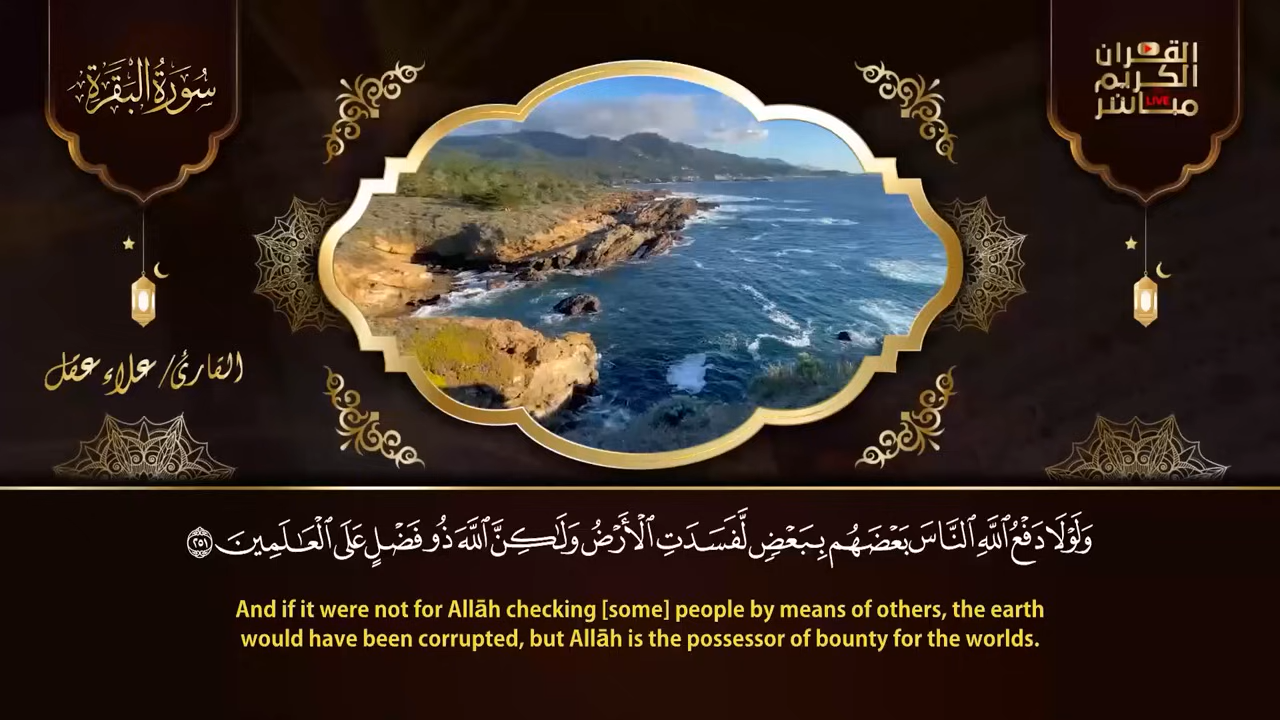 سُورَةُ البَقَرَةِ
القرآن
الكريم
مباشر
LIVE
القارئ/ علاء عقل
وَلَوْلَا دَفْعُ ٱللَّهِ ٱلنَّاسَ بَعْضَهُم بِبَعْضٍ لَّفَسَدَتِ ٱلْأَرْضُ وَلَٰكِنَّ ٱللَّهَ ذُو فَضْلٍ عَلَى ٱلْعَٰلَمِينَ ٢٥١
And if it were not for Allāh checking [some] people by means of others, the earth
would have been corrupted, but Allāh is the possessor of bounty for the worlds.